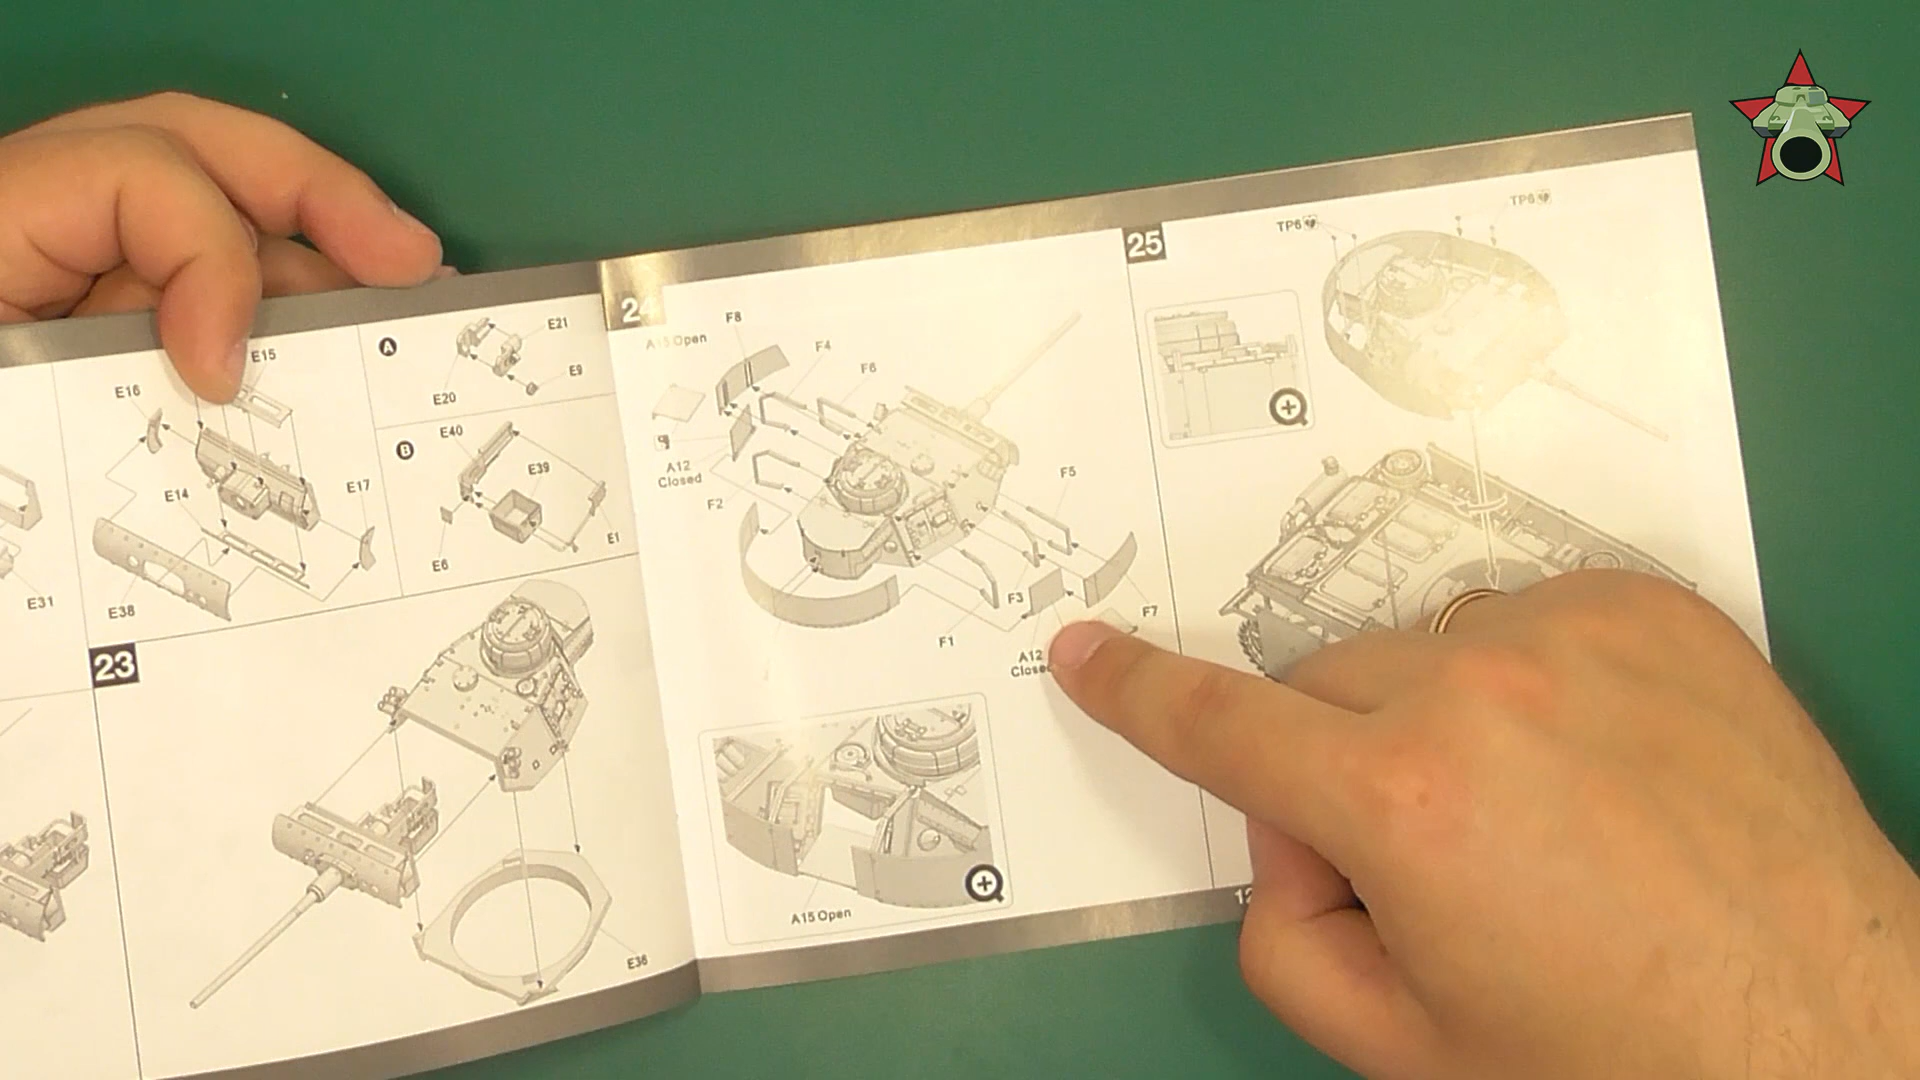 E15
E16
E14
E17
E38
E31
A
E21
E9
E20
B
E40
E39
E6
E1
23
E36
24
A15 Open
F8
F4
F6
A12
Closed
F2
F5
F3
F1
F7
A12
Closed
A15 Open
25
TP6
TP6